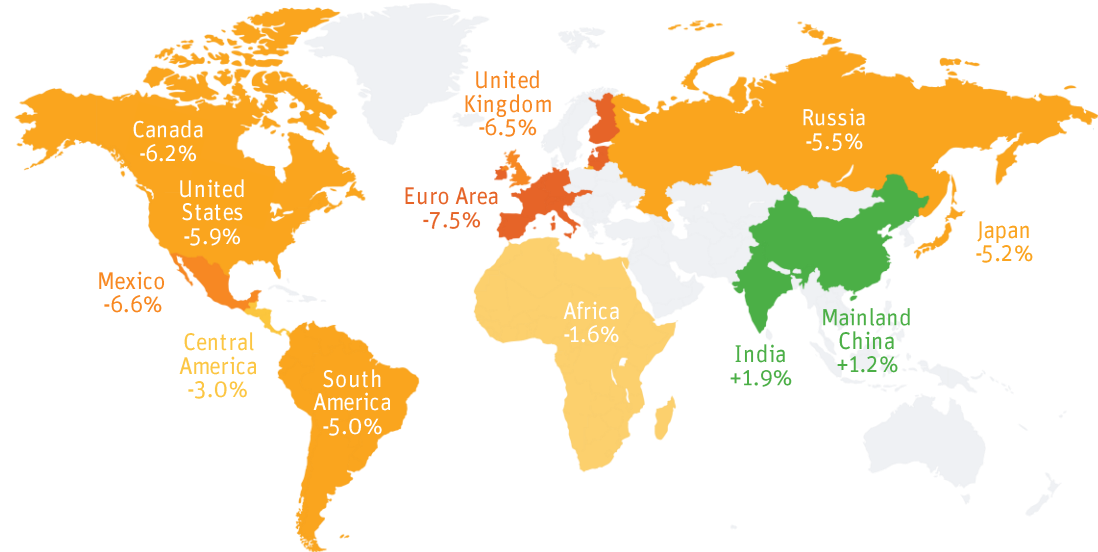 United
Kingdom
-6.5%
Canada
-6.2%
Russia
-5.5%
United
States
-5.9%
Euro Area
-7.5%
Japan
-5.2%
Mexico
-6.6%
Africa
-1.6%
Mainland
China
+1.2%
Central
America
-3.0%
India
+1.9%
South
America
-5.0%